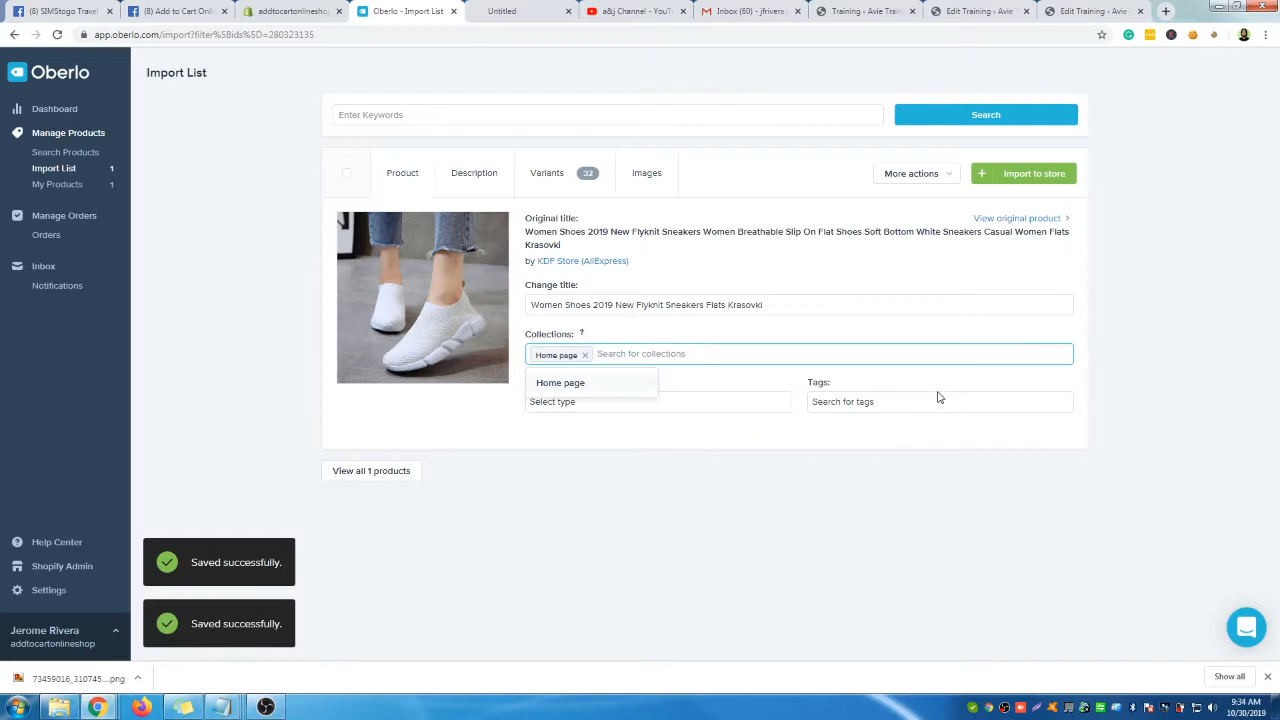 (8) SIMStogo Travel
(8) Add to Cart Onlin
addtocartonlineshop
Oberlo - Import List
Untitled
a&j Channel - YouT
Inbox (60) - jhrivera
Training ‹ Avie Train
Edit Training ‹ Avie T
Edit Training ‹ Avie T
app.oberlo.com/import?filter%5Bids%5D=280323135
Oberlo
Import List
Dashboard
Enter Keywords
Search
Manage Products
Search Products
Import List 1
My Products 1
Product
Description
Variants 32
Images
More actions
+ Import to store
Manage Orders
Orders
Inbox
Notifications
Original title:
View original product >
Women Shoes 2019 New Flyknit Sneakers Women Breathable Slip On Flat Shoes Soft Bottom White Sneakers Casual Women Flats
Krasovki
by KDF Store (AliExpress)
Change title:
Women Shoes 2019 New Flyknit Sneakers Flats Krasovki
Collections: ?
Home page × Search for collections
Home page
Tags:
Select type
Search for tags
View all 1 products
Help Center
Shopify Admin
Settings
Saved successfully.
Saved successfully.
Jerome Rivera
addtocartonlineshop
73459016_310745....png
Show all
9:34 AM
10/30/2019